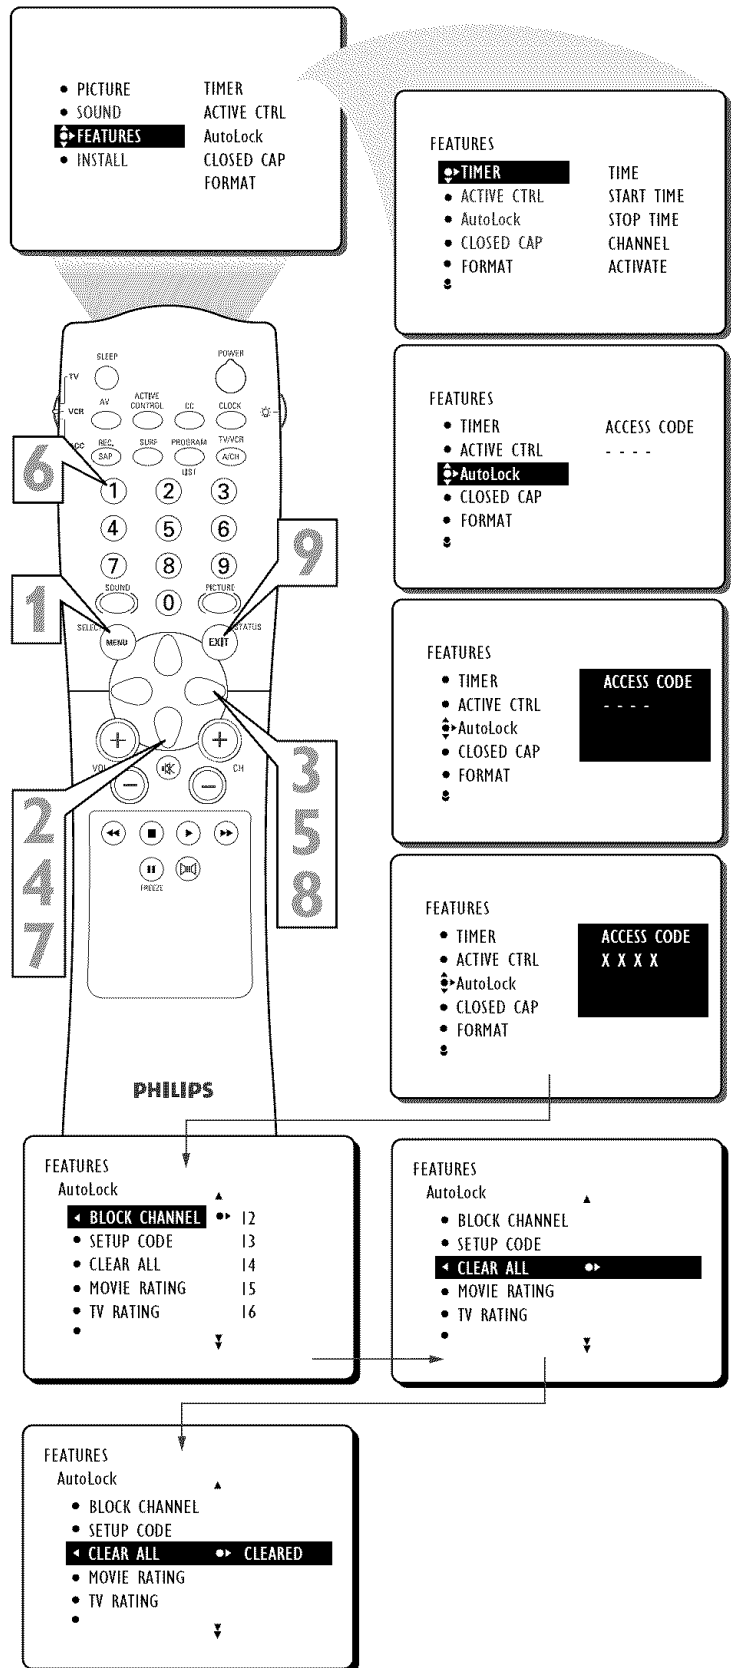 PICTURE TIMER
SOUND ACTIVE CTRL
FEATURES AutoLock
INSTALL CLOSED CAP
FORMAT
FEATURES
TIMER TIME
ACTIVE CTRL START TIME
AutoLock STOP TIME
CLOSED CAP CHANNEL
FORMAT ACTIVATE
FEATURES
TIMER ACCESS CODE
ACTIVE CTRL - - - -
AutoLock
CLOSED CAP
FORMAT
FEATURES
TIMER ACCESS CODE
ACTIVE CTRL - - - -
AutoLock
CLOSED CAP
FORMAT
FEATURES
TIMER ACCESS CODE
ACTIVE CTRL X X X X
AutoLock
CLOSED CAP
FORMAT
SLEEP POWER
TV
AV ACTIVE CONTROL CC CLOCK
VCR
REC. SURF PROGRAM TV/VCR
SAP LIST A/CH
6
1 2 3
4 5 6
7 8 9
SOUND PICTURE
0
1
9
MENU EXIT STATUS
VOL CH
2
4
7
3
5
8
FREEZE
PHILIPS
FEATURES
AutoLock
BLOCK CHANNEL 12
SETUP CODE 13
CLEAR ALL 14
MOVIE RATING 15
TV RATING 16
FEATURES
AutoLock
BLOCK CHANNEL
SETUP CODE
CLEAR ALL
MOVIE RATING
TV RATING
FEATURES
AutoLock
BLOCK CHANNEL
SETUP CODE
CLEAR ALL CLEARED
MOVIE RATING
TV RATING